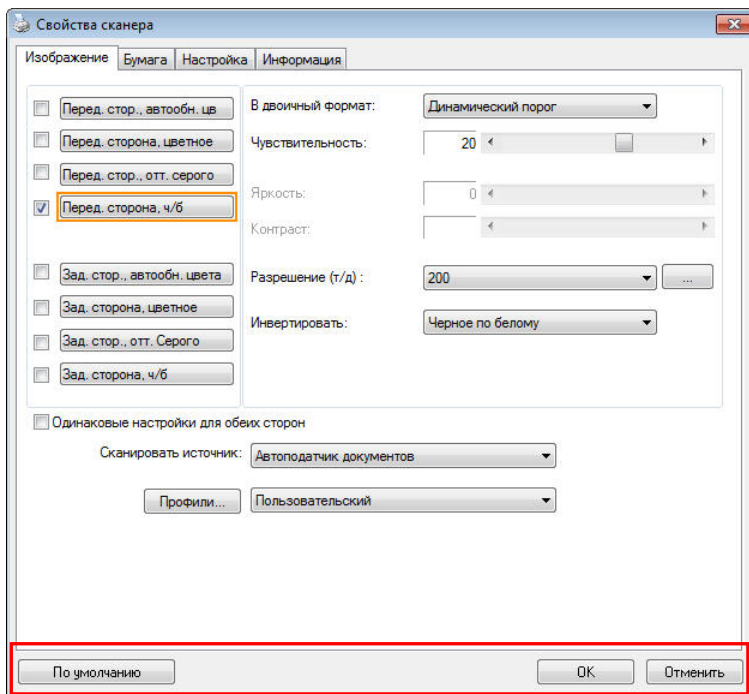 Свойства сканера
Изображение Бумага Настройка Информация
Перед. стор., автообн. цв
Перед. сторона, цветное
Перед. стор., отт. серого
Перед. сторона, ч/б
Зад. стор., автообн. цвета
Зад. сторона, цветное
Зад. стор., отт. Серого
Зад. сторона, ч/б
В двоичный формат: Динамический порог
Чувствительность: 20
Яркость: 0
Контраст:
Разрешение (т/д) : 200 ...
Инвертировать: Черное по белому
Одинаковые настройки для обеих сторон
Сканировать источник: Автоподатчик документов
Профили... Пользовательский
По умолчанию OK Отменить